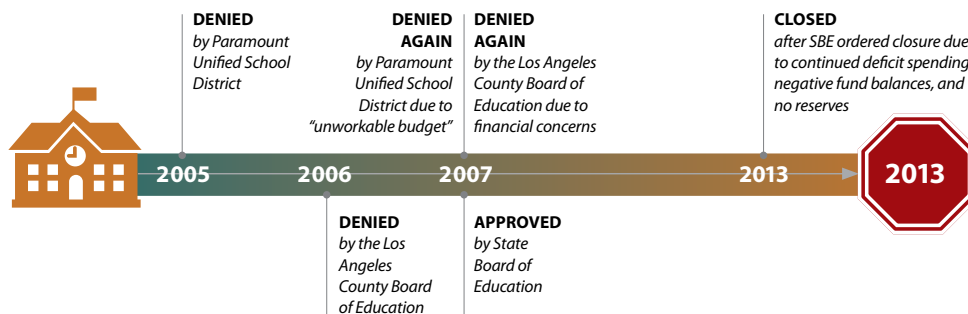 DENIED
by Paramount
Unified School
District
DENIED
AGAIN
by Paramount
Unified School
District due to
“unworkable budget”
DENIED
AGAIN
by the Los Angeles
County Board of
Education due to
financial concerns
CLOSED
after SBE ordered closure due
to continued deficit spending,
negative fund balances, and
no reserves
2005
2006
2007
2013
2013
DENIED
by the Los
Angeles
County Board
of Education
APPROVED
by State
Board of
Education